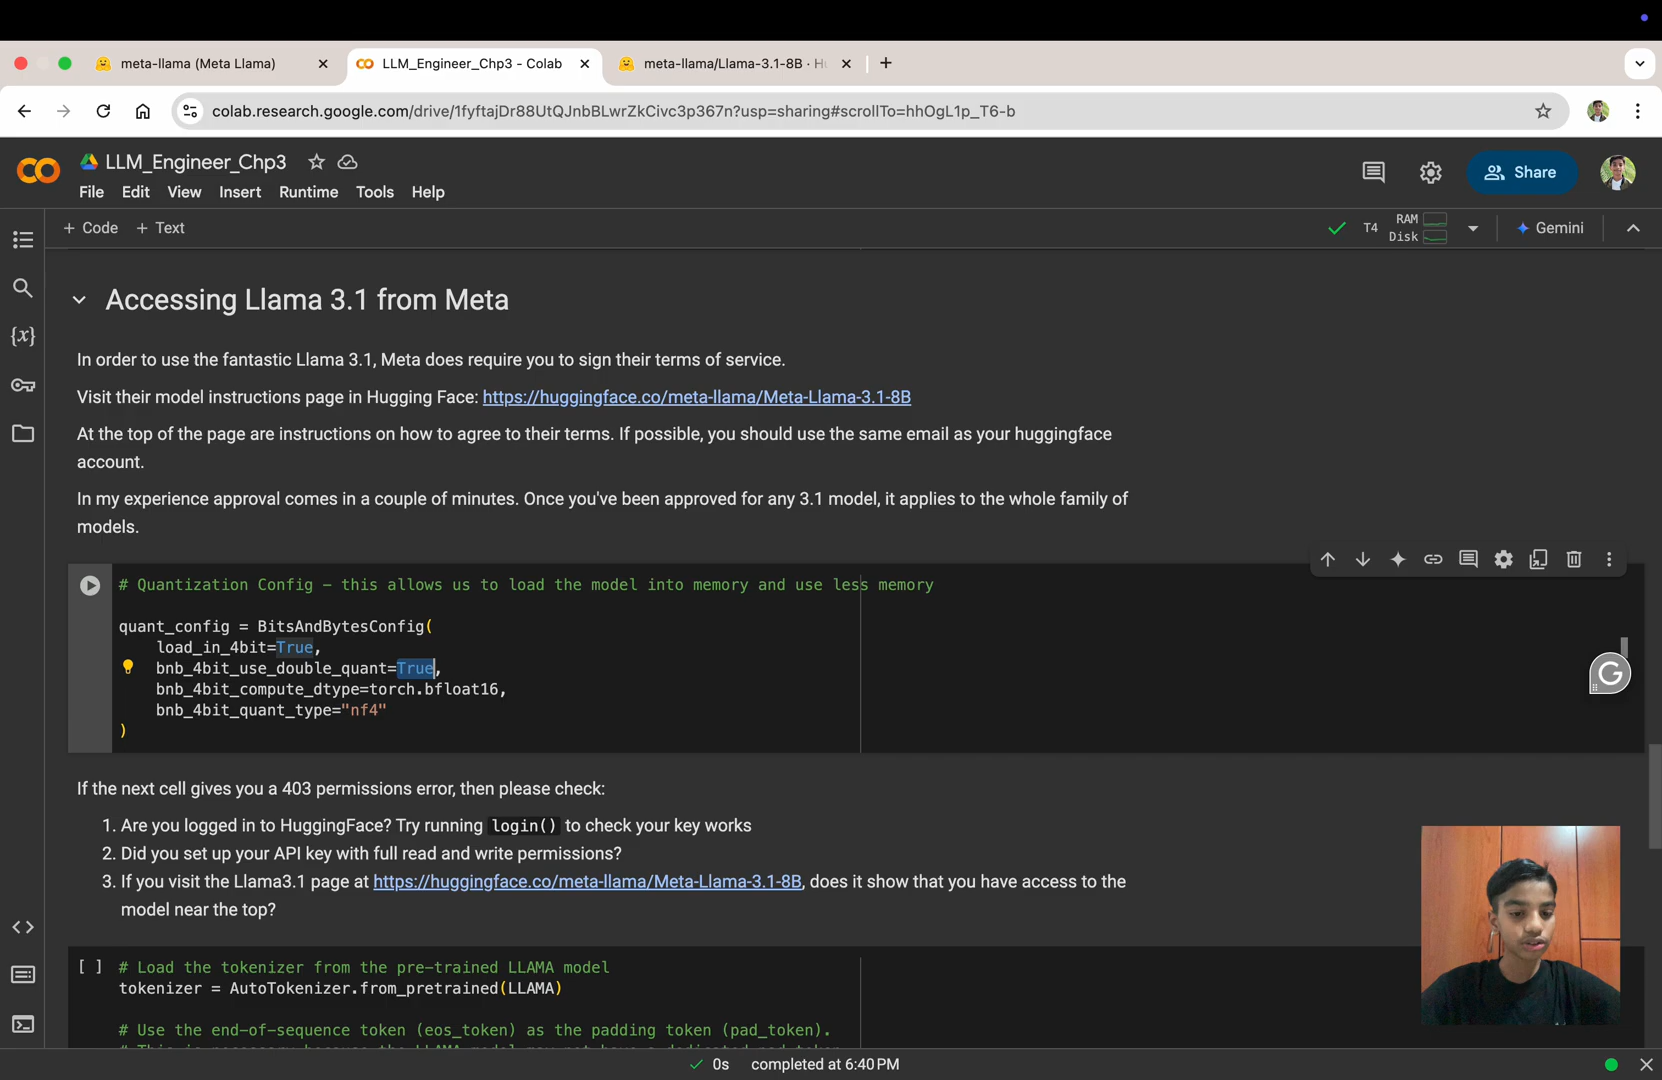 meta-llama (Meta Llama)
LLM_Engineer_Chp3 - Colab
meta-llama/Llama-3.1-8B · Hu
colab.research.google.com/drive/1fyftajDr88UtQJnbBLwrZkCivc3p367n?usp=sharing#scrollTo=hhOgL1p_T6-b
LLM_Engineer_Chp3
File Edit View Insert Runtime Tools Help
Share
+ Code + Text
T4 RAM
Disk
Gemini
Accessing Llama 3.1 from Meta
In order to use the fantastic Llama 3.1, Meta does require you to sign their terms of service.
Visit their model instructions page in Hugging Face: https://huggingface.co/meta-llama/Meta-Llama-3.1-8B
At the top of the page are instructions on how to agree to their terms. If possible, you should use the same email as your huggingface
account.
In my experience approval comes in a couple of minutes. Once you've been approved for any 3.1 model, it applies to the whole family of
models.
# Quantization Config - this allows us to load the model into memory and use less memory
quant_config = BitsAndBytesConfig(
load_in_4bit=True,
bnb_4bit_use_double_quant=True,
bnb_4bit_compute_dtype=torch.bfloat16,
bnb_4bit_quant_type="nf4"
)
If the next cell gives you a 403 permissions error, then please check:
1. Are you logged in to HuggingFace? Try running login() to check your key works
2. Did you set up your API key with full read and write permissions?
3. If you visit the Llama3.1 page at https://huggingface.co/meta-llama/Meta-Llama-3.1-8B, does it show that you have access to the
model near the top?
[ ] # Load the tokenizer from the pre-trained LLAMA model
tokenizer = AutoTokenizer.from_pretrained(LLAMA)
# Use the end-of-sequence token (eos_token) as the padding token (pad_token).
0s completed at 6:40 PM